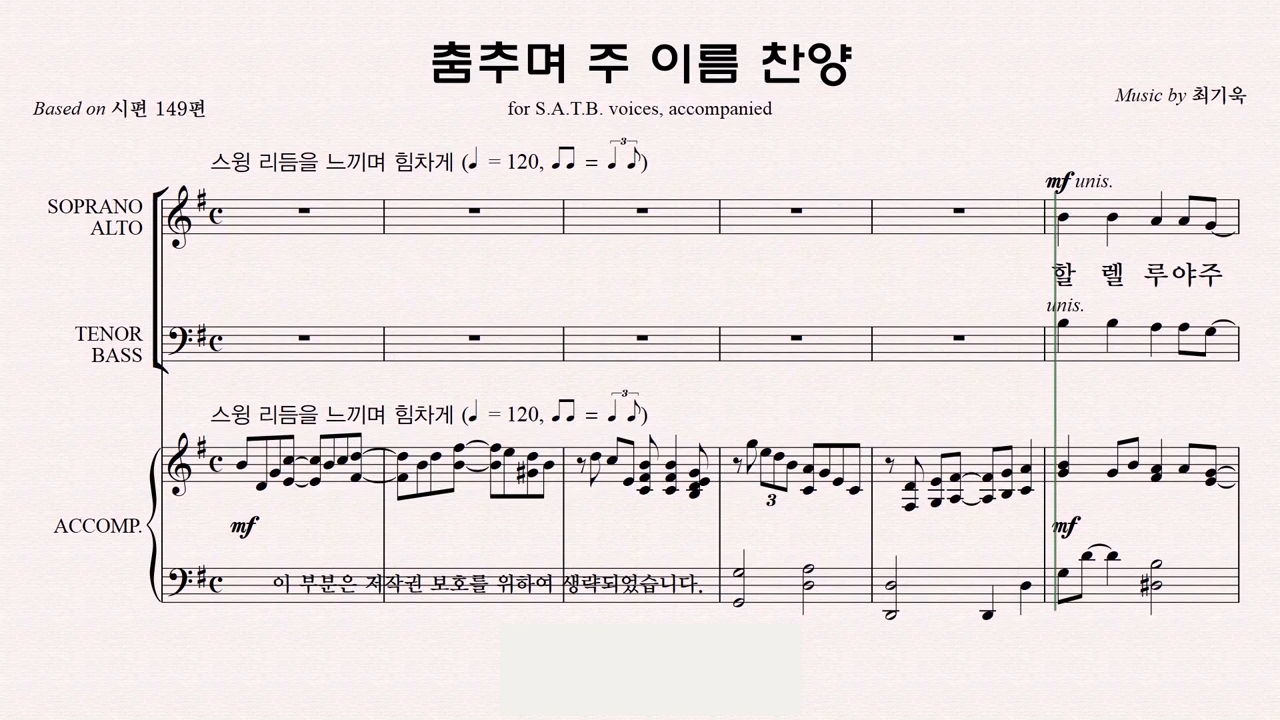 춤추며 주 이름 찬양
Based on 시편 149편
for S.A.T.B. voices, accompanied
Music by 최기욱
스윙 리듬을 느끼며 힘차게 (♩ = 120, ♫ = ♩ ♪)
3
mf unis.
SOPRANO
ALTO
할 렐 루야주
unis.
TENOR
BASS
스윙 리듬을 느끼며 힘차게 (♩ = 120, ♫ = ♩ ♪)
3
3
ACCOMP.
mf
mf
이 부분은 저작권 보호를 위하여 생략되었습니다.